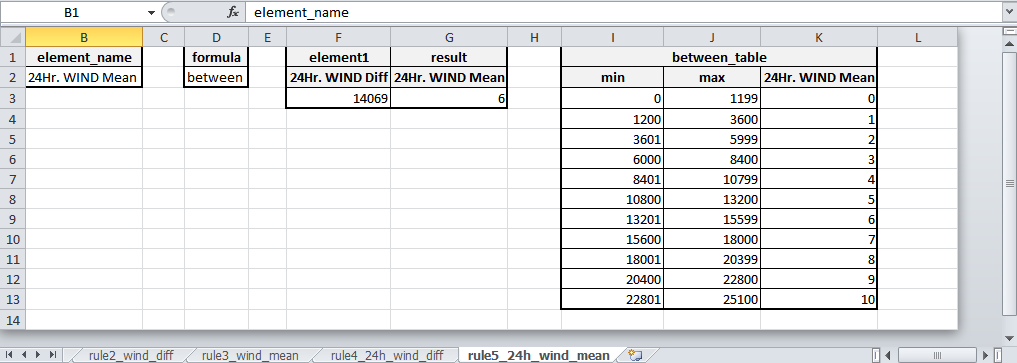 B1 fx element_name
A B C D E F G H I J K L
1 element_name formula element1 result between_table
2 24Hr. WIND Mean between 24Hr. WIND Diff 24Hr. WIND Mean min max 24Hr. WIND Mean
3 14069 6 0 1199 0
4 1200 3600 1
5 3601 5999 2
6 6000 8400 3
7 8401 10799 4
8 10800 13200 5
9 13201 15599 6
10 15600 18000 7
11 18001 20399 8
12 20400 22800 9
13 22801 25100 10
14
rule2_wind_diff rule3_wind_mean rule4_24h_wind_diff rule5_24h_wind_mean